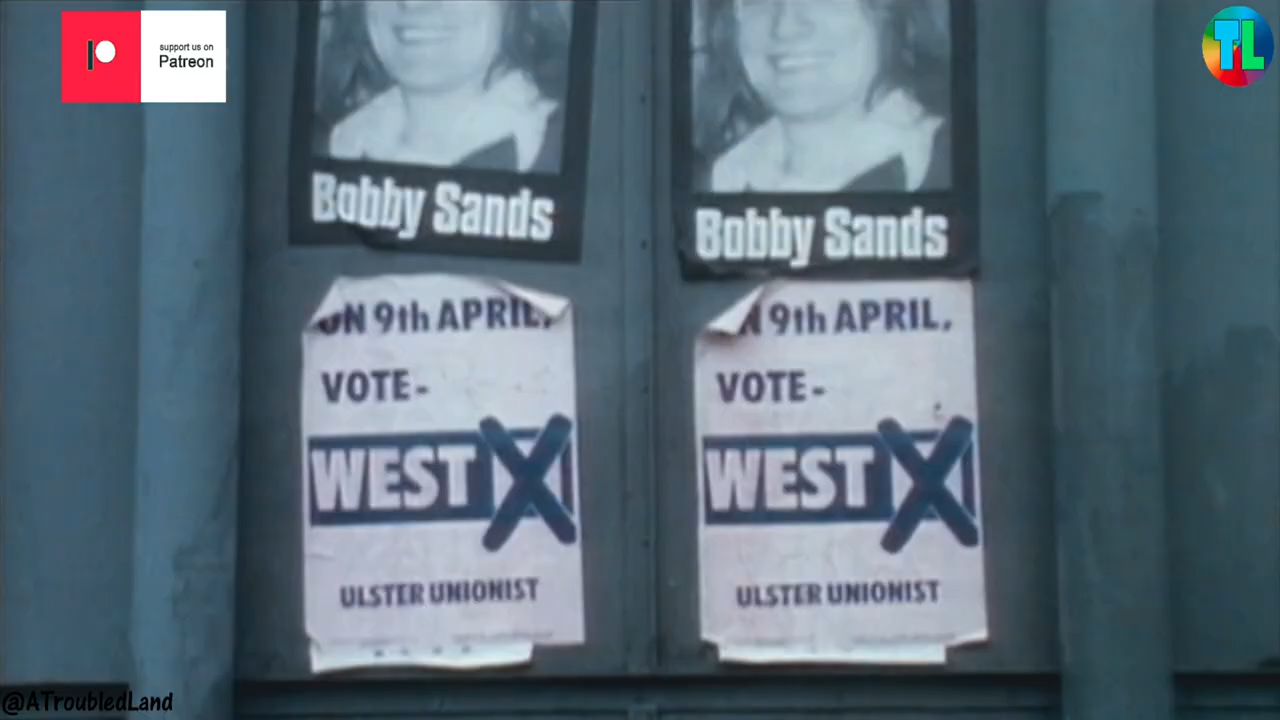 support us on
Patreon
TL
Bobby Sands
Bobby Sands
ON 9th APRIL,
VOTE-
WEST X
ULSTER UNIONIST
N 9th APRIL,
VOTE-
WEST X
ULSTER UNIONIST
@ATroubledLand